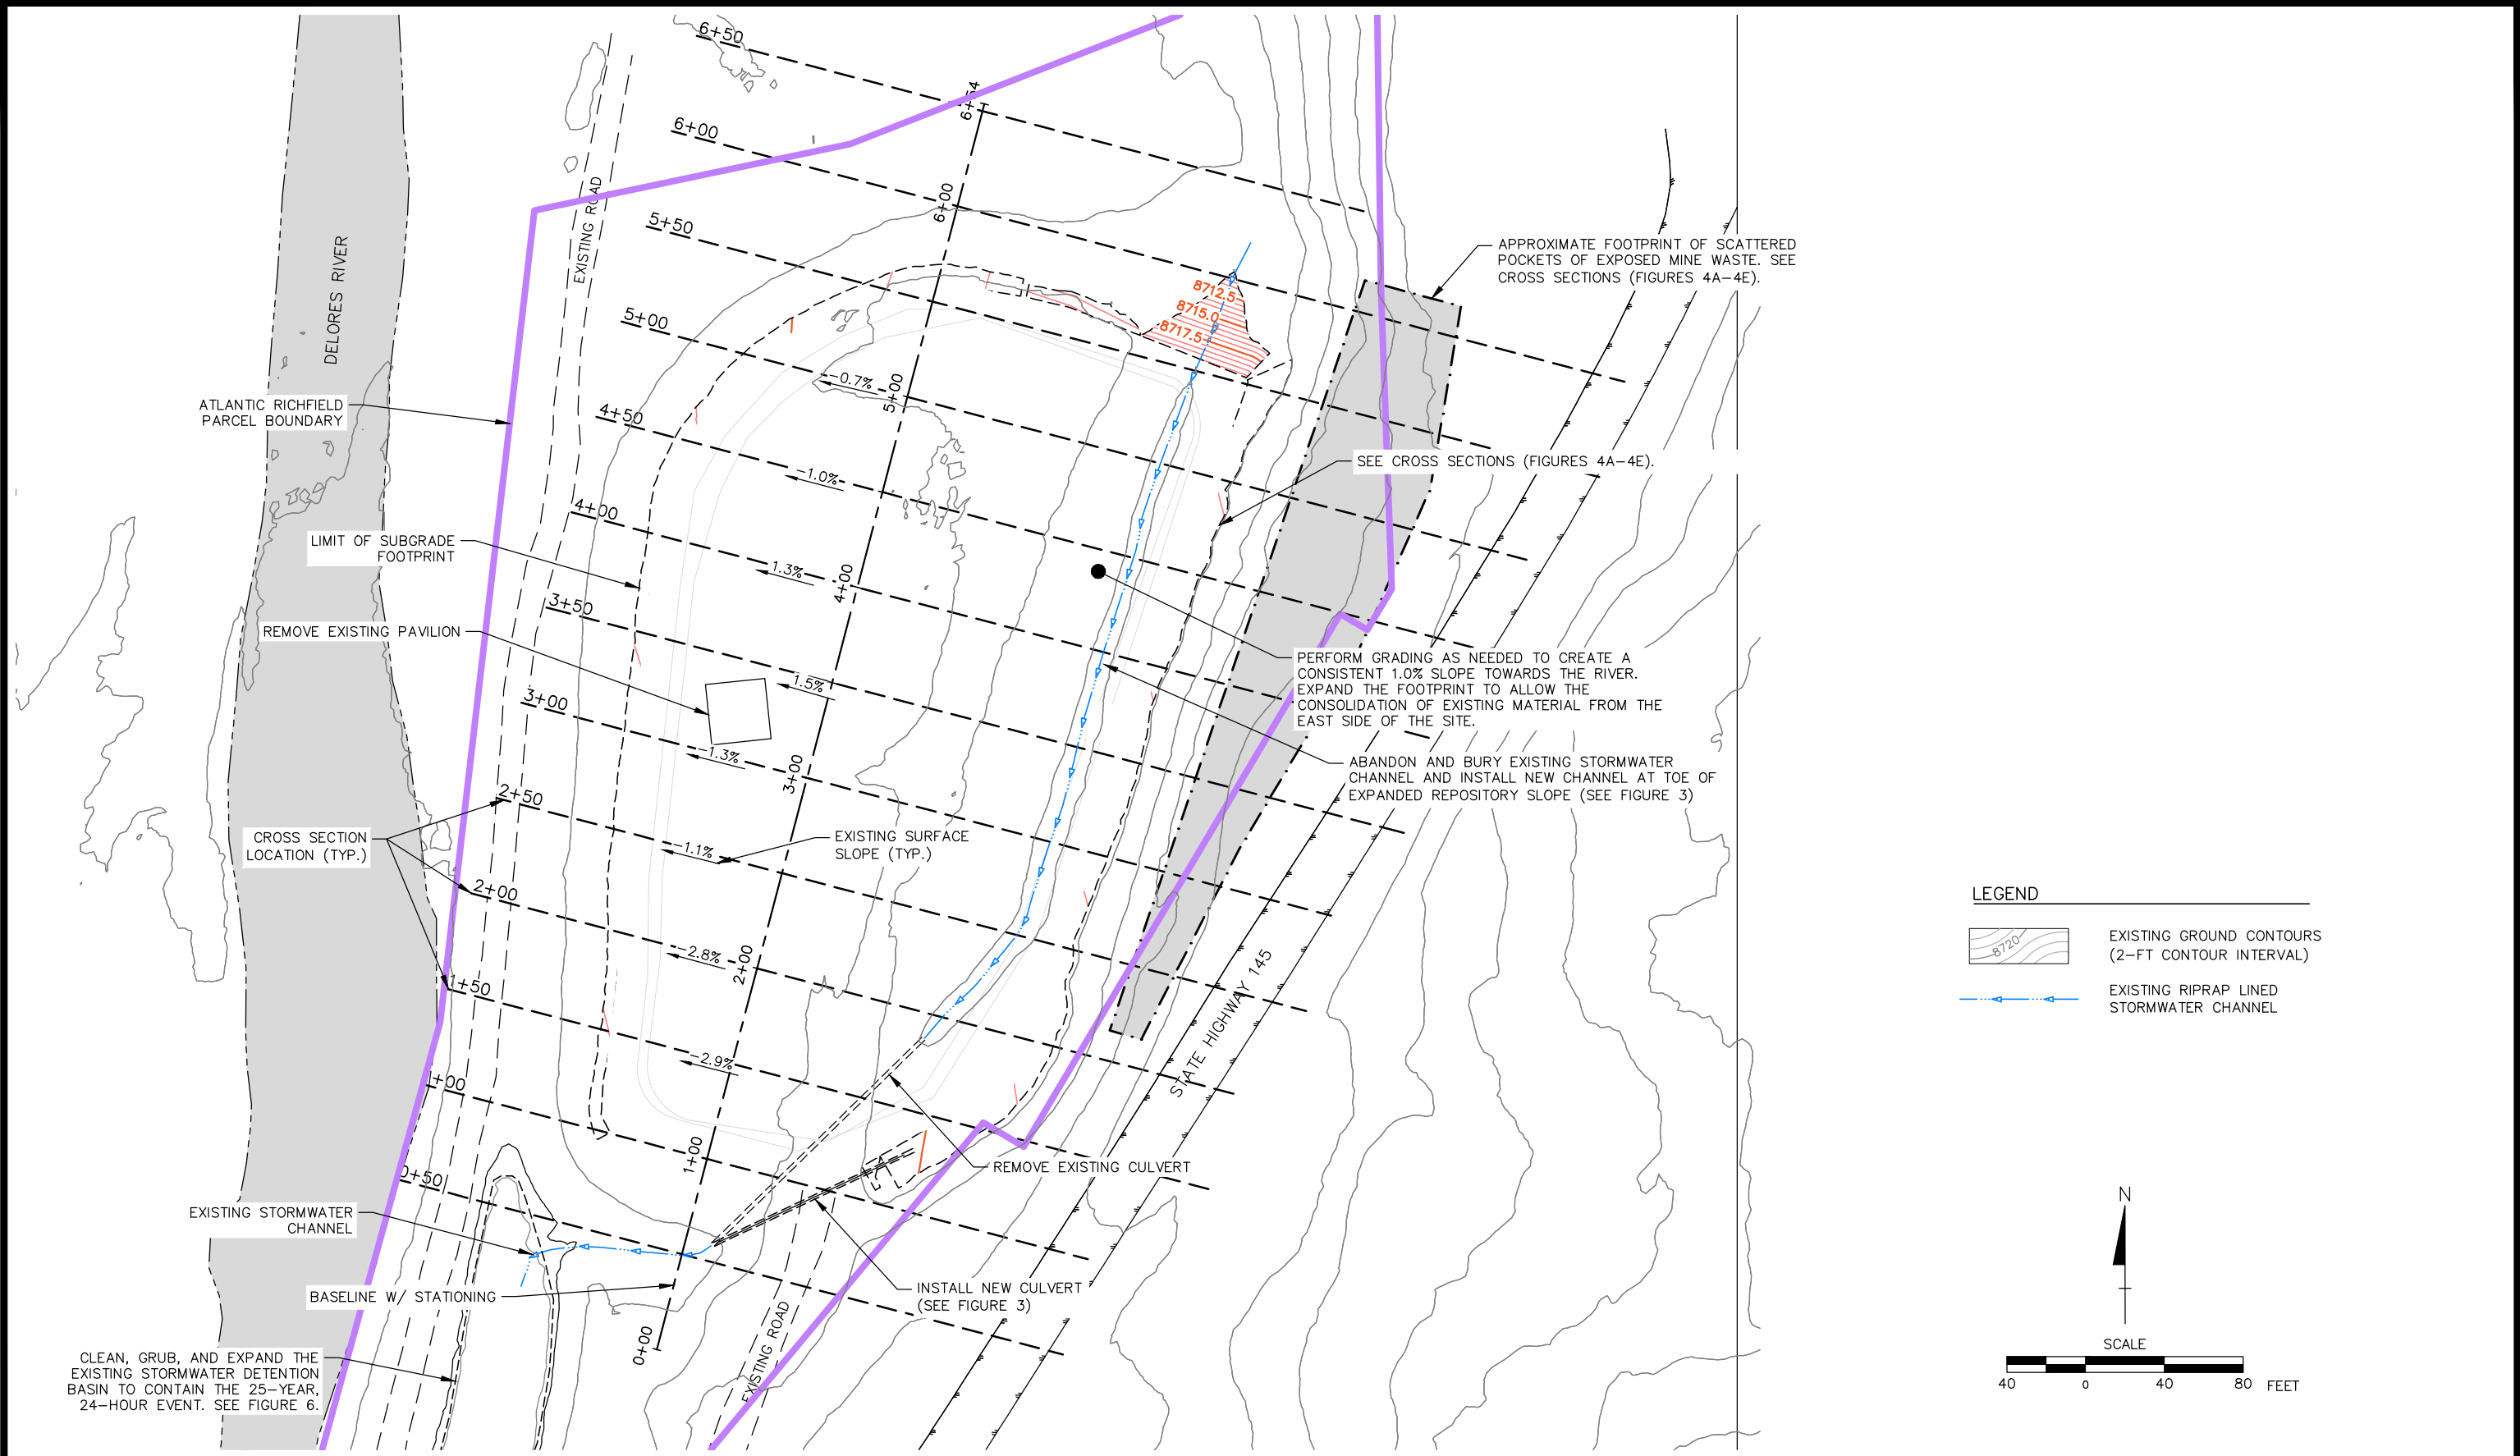 6+50
6+54
6+00
6+00
5+50
5+00
5+00
4+50
4+00
4+00
3+50
3+00
3+00
2+50
2+00
2+00
1+50
1+00
1+00
0+50
0+00
EXISTING ROAD
DELORES RIVER
8712.5
8715.0
8717.5
APPROXIMATE FOOTPRINT OF SCATTERED
POCKETS OF EXPOSED MINE WASTE. SEE
CROSS SECTIONS (FIGURES 4A-4E).
ATLANTIC RICHFIELD
PARCEL BOUNDARY
-0.7%
-1.0%
1.3%
1.5%
-1.3%
-1.1%
-2.8%
-2.9%
SEE CROSS SECTIONS (FIGURES 4A-4E).
LIMIT OF SUBGRADE
FOOTPRINT
REMOVE EXISTING PAVILION
PERFORM GRADING AS NEEDED TO CREATE A
CONSISTENT 1.0% SLOPE TOWARDS THE RIVER.
EXPAND THE FOOTPRINT TO ALLOW THE
CONSOLIDATION OF EXISTING MATERIAL FROM THE
EAST SIDE OF THE SITE.
ABANDON AND BURY EXISTING STORMWATER
CHANNEL AND INSTALL NEW CHANNEL AT TOE OF
EXPANDED REPOSITORY SLOPE (SEE FIGURE 3)
CROSS SECTION
LOCATION (TYP.)
EXISTING SURFACE
SLOPE (TYP.)
STATE HIGHWAY 145
REMOVE EXISTING CULVERT
EXISTING STORMWATER
CHANNEL
BASELINE W/ STATIONING
INSTALL NEW CULVERT
(SEE FIGURE 3)
EXISTING ROAD
CLEAN, GRUB, AND EXPAND THE
EXISTING STORMWATER DETENTION
BASIN TO CONTAIN THE 25-YEAR,
24-HOUR EVENT. SEE FIGURE 6.
LEGEND
8720
EXISTING GROUND CONTOURS
(2-FT CONTOUR INTERVAL)
EXISTING RIPRAP LINED
STORMWATER CHANNEL
N
SCALE
40 0 40 80 FEET